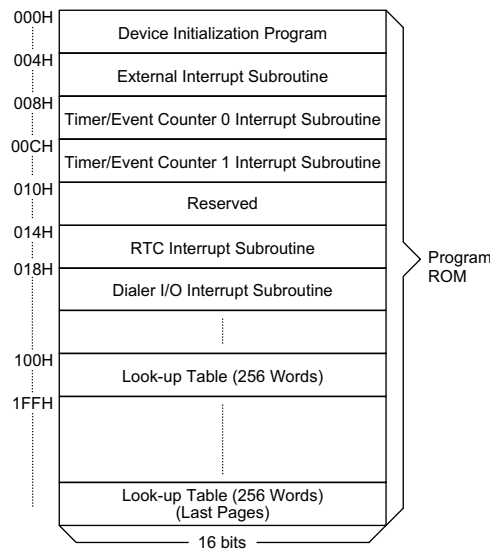 000H
Device Initialization Program
004H
External Interrupt Subroutine
008H
Timer/Event Counter 0 Interrupt Subroutine
00CH
Timer/Event Counter 1 Interrupt Subroutine
010H
Reserved
014H
RTC Interrupt Subroutine
018H
Dialer I/O Interrupt Subroutine
Program
ROM
100H
Look-up Table (256 Words)
1FFH
Look-up Table (256 Words)
(Last Pages)
16 bits